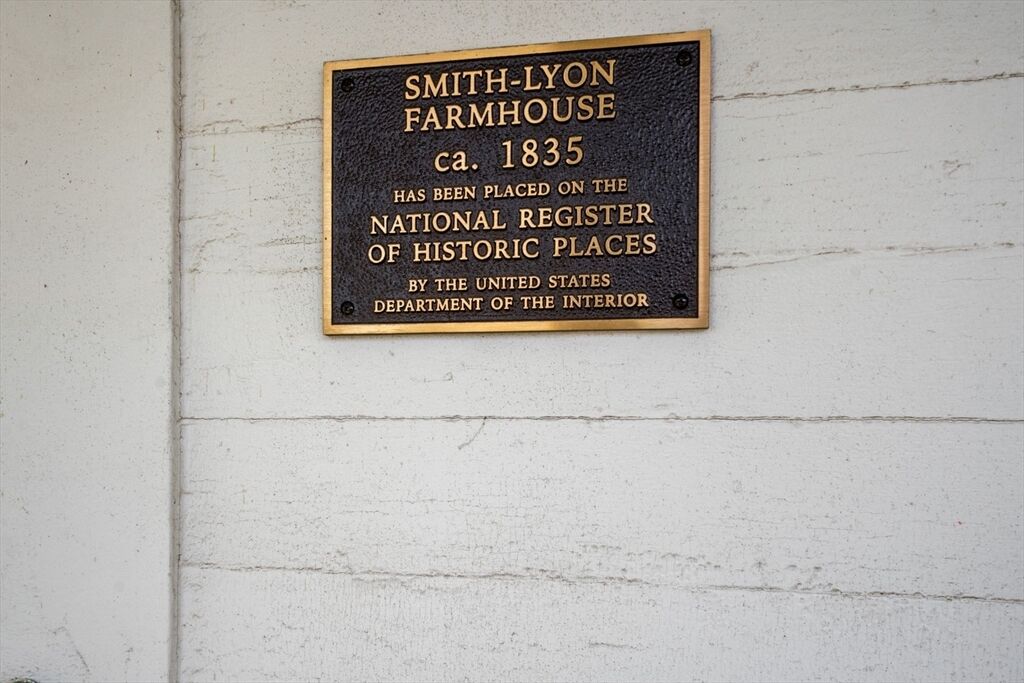 SMITH-LYON
FARMHOUSE
ca. 1835
HAS BEEN PLACED ON THE
NATIONAL REGISTER
OF HISTORIC PLACES
BY THE UNITED STATES
DEPARTMENT OF THE INTERIOR